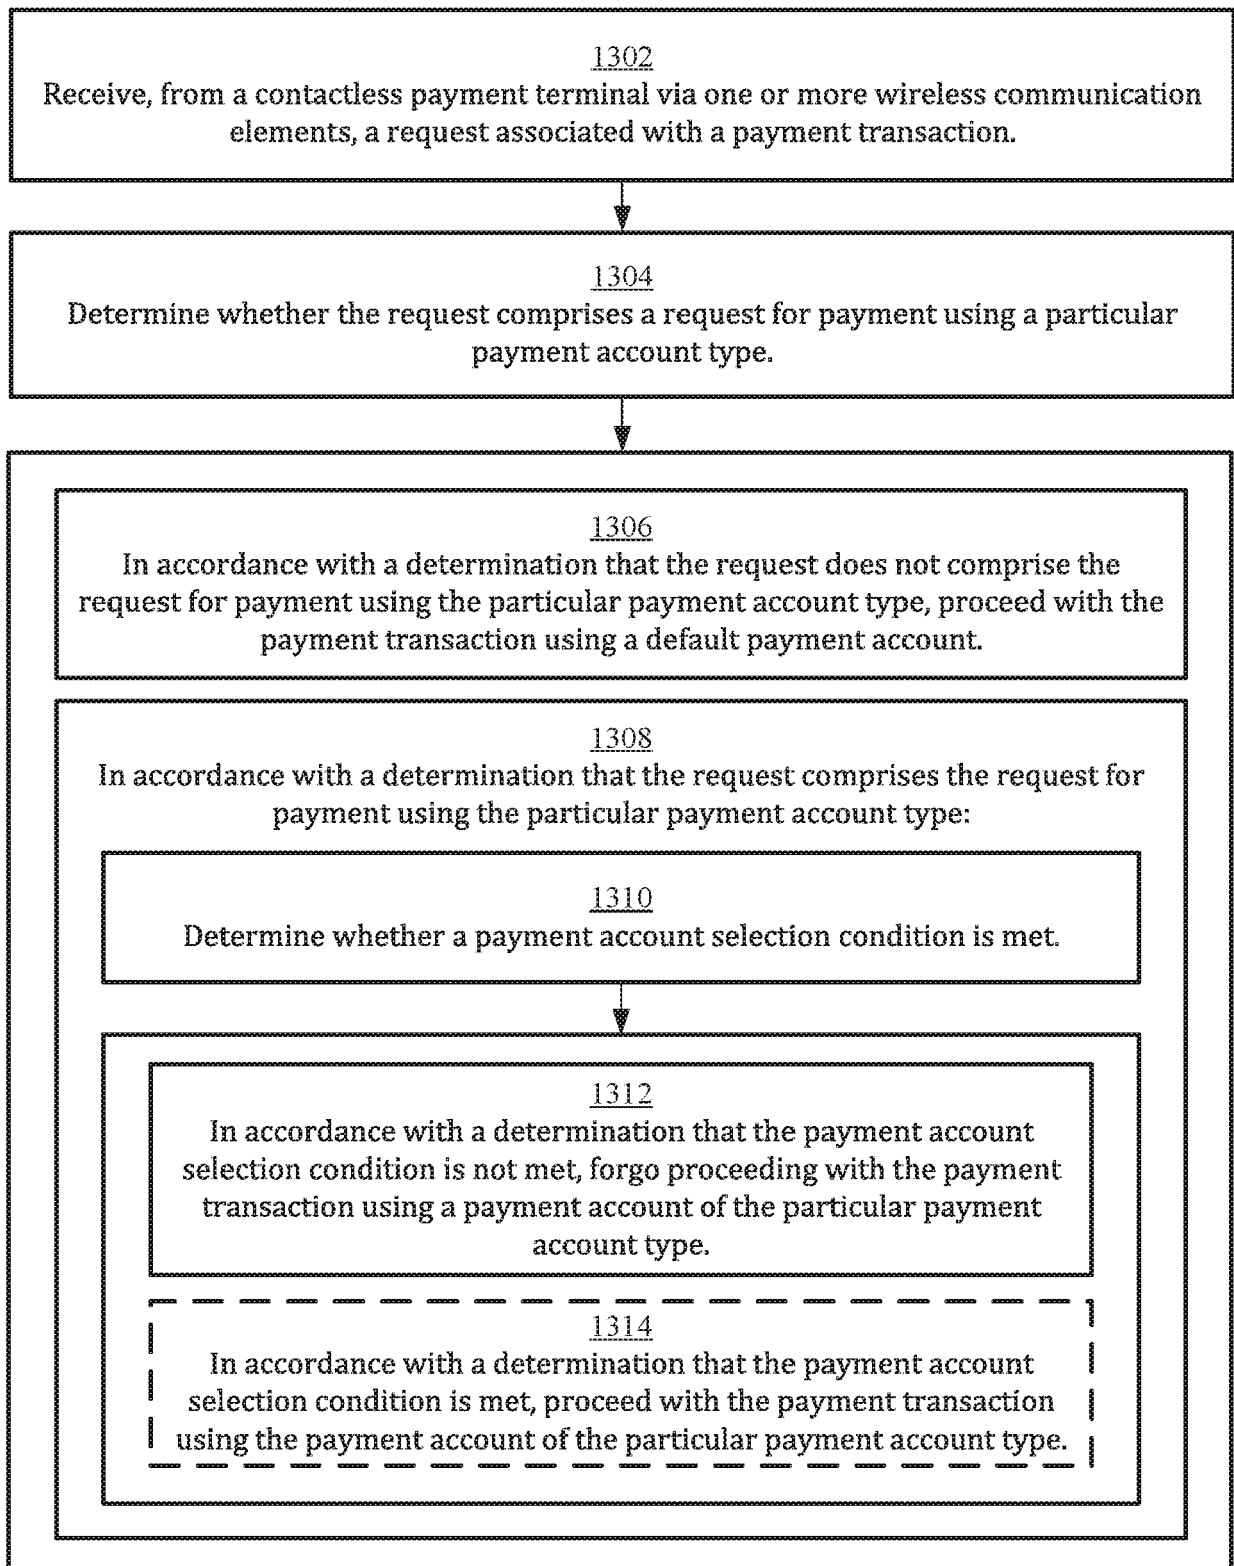 1302
Receive, from a contactless payment terminal via one or more wireless communication
elements, a request associated with a payment transaction.
1304
Determine whether the request comprises a request for payment using a particular
payment account type.
1306
In accordance with a determination that the request does not comprise the
request for payment using the particular payment account type, proceed with the
payment transaction using a default payment account.
1308
In accordance with a determination that the request comprises the request for
payment using the particular payment account type:
1310
Determine whether a payment account selection condition is met.
1312
In accordance with a determination that the payment account
selection condition is not met, forgo proceeding with the payment
transaction using a payment account of the particular payment
account type.
1314
In accordance with a determination that the payment account
selection condition is met, proceed with the payment transaction
using the payment account of the particular payment account type.